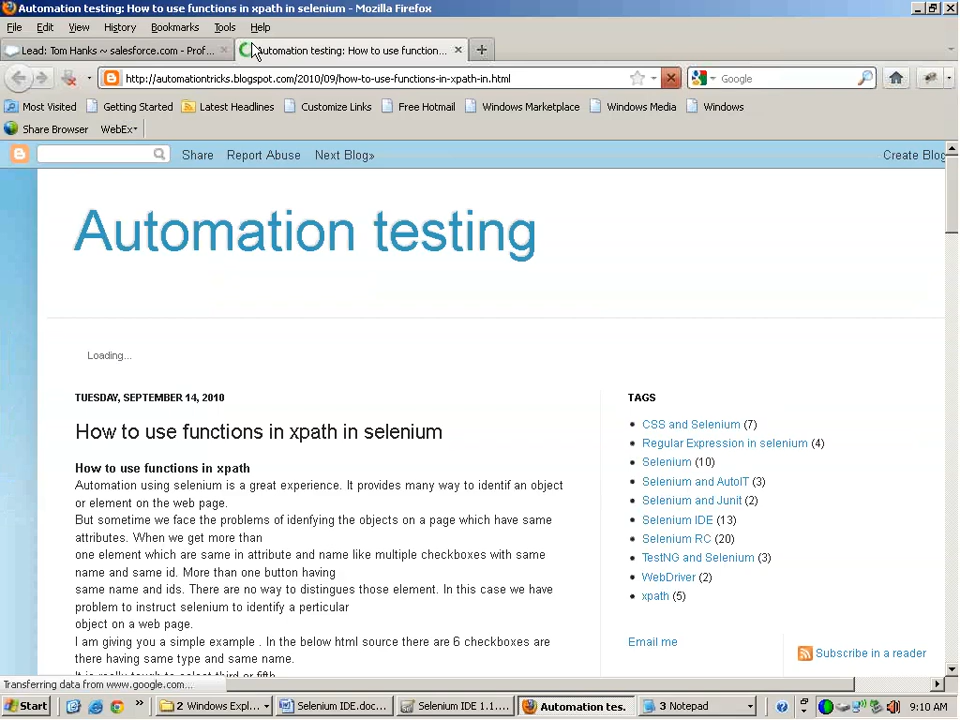 Automation testing: How to use functions in xpath in selenium - Mozilla Firefox
File Edit View History Bookmarks Tools Help
Lead: Tom Hanks ~ salesforce.com - Prof...
Automation testing: How to use function...
http://automationtricks.blogspot.com/2010/09/how-to-use-functions-in-xpath-in.html
Google
Most Visited Getting Started Latest Headlines Customize Links Free Hotmail Windows Marketplace Windows Media Windows
Share Browser WebEx
Share Report Abuse Next Blog» Create Blog
Automation testing
Loading...
TUESDAY, SEPTEMBER 14, 2010
How to use functions in xpath in selenium
How to use functions in xpath
Automation using selenium is a great experience. It provides many way to identif an object
or element on the web page.
But sometime we face the problems of idenfying the objects on a page which have same
attributes. When we get more than
one element which are same in attribute and name like multiple checkboxes with same
name and same id. More than one button having
same name and ids. There are no way to distingues those element. In this case we have
problem to instruct selenium to identify a perticular
object on a web page.
I am giving you a simple example . In the below html source there are 6 checkboxes are
there having same type and same name.
It is really tough to select third or fifth.
TAGS
CSS and Selenium (7)
Regular Expression in selenium (4)
Selenium (10)
Selenium and AutoIT (3)
Selenium and Junit (2)
Selenium IDE (13)
Selenium RC (20)
TestNG and Selenium (3)
WebDriver (2)
xpath (5)
Email me
Subscribe in a reader
Transferring data from www.google.com...
Start
»
2 Windows Expl...
Selenium IDE.doc...
Selenium IDE 1.1....
Automation tes...
3 Notepad
9:10 AM